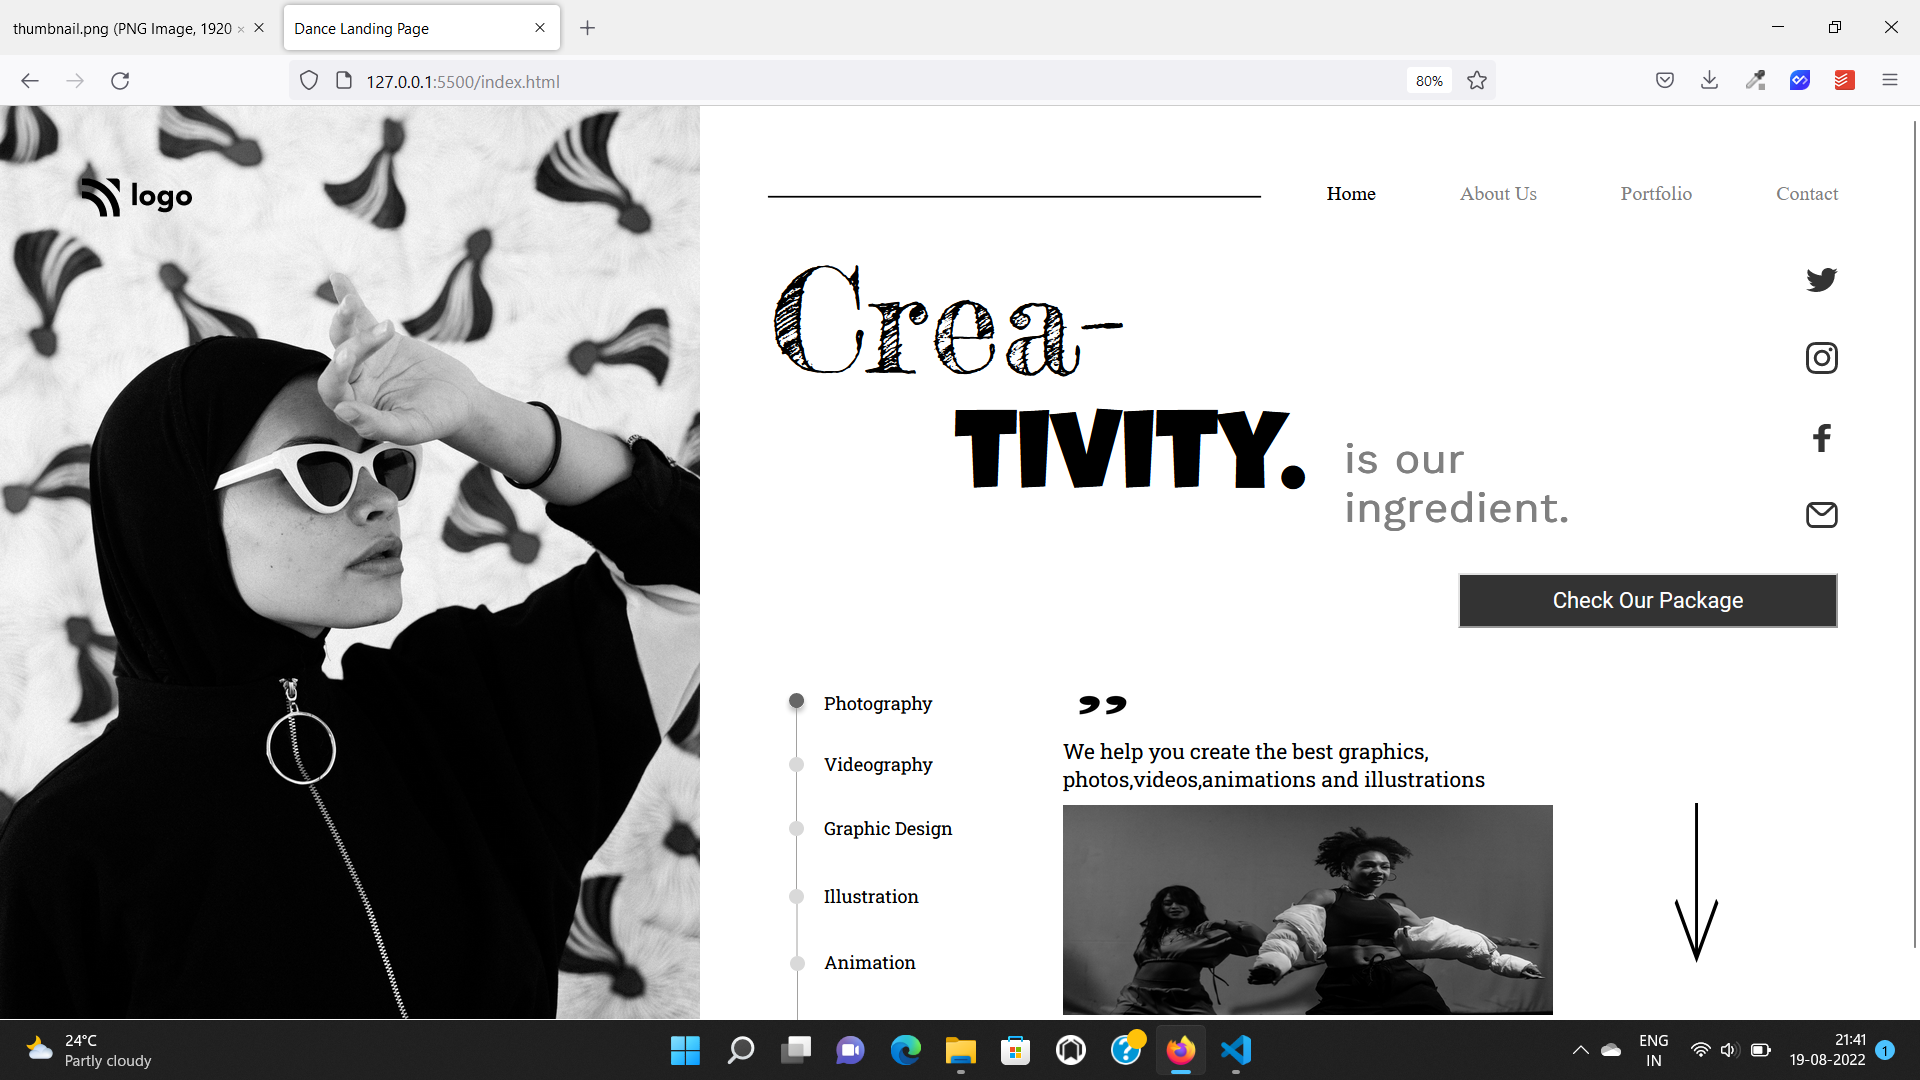 thumbnail.png (PNG Image, 1920 ×
Dance Landing Page
127.0.0.1:5500/index.html
80%
logo
Home About Us Portfolio Contact
Crea-
TIVITY.
is our
ingredient.
Check Our Package
Photography
Videography
Graphic Design
Illustration
Animation
”
We help you create the best graphics,
photos,videos,animations and illustrations
24°C
Partly cloudy
ENG
IN
21:41
19-08-2022
1